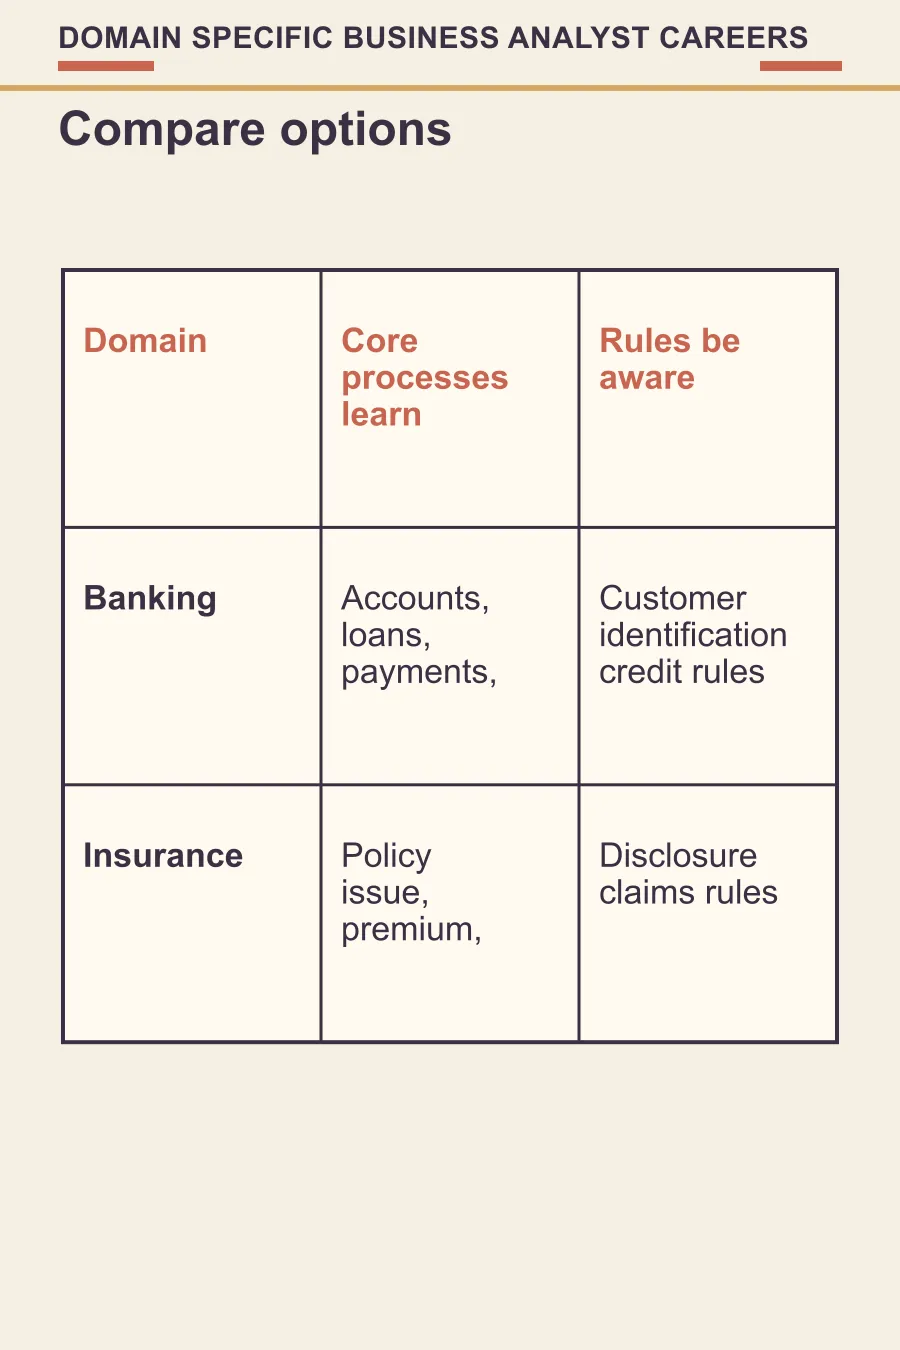 DOMAIN SPECIFIC BUSINESS ANALYST CAREERS
Compare options
Domain
Core
processes
learn
Rules be
aware
Banking
Accounts,
loans,
payments,
Customer
identification
credit rules
Insurance
Policy
issue,
premium,
Disclosure
claims rules